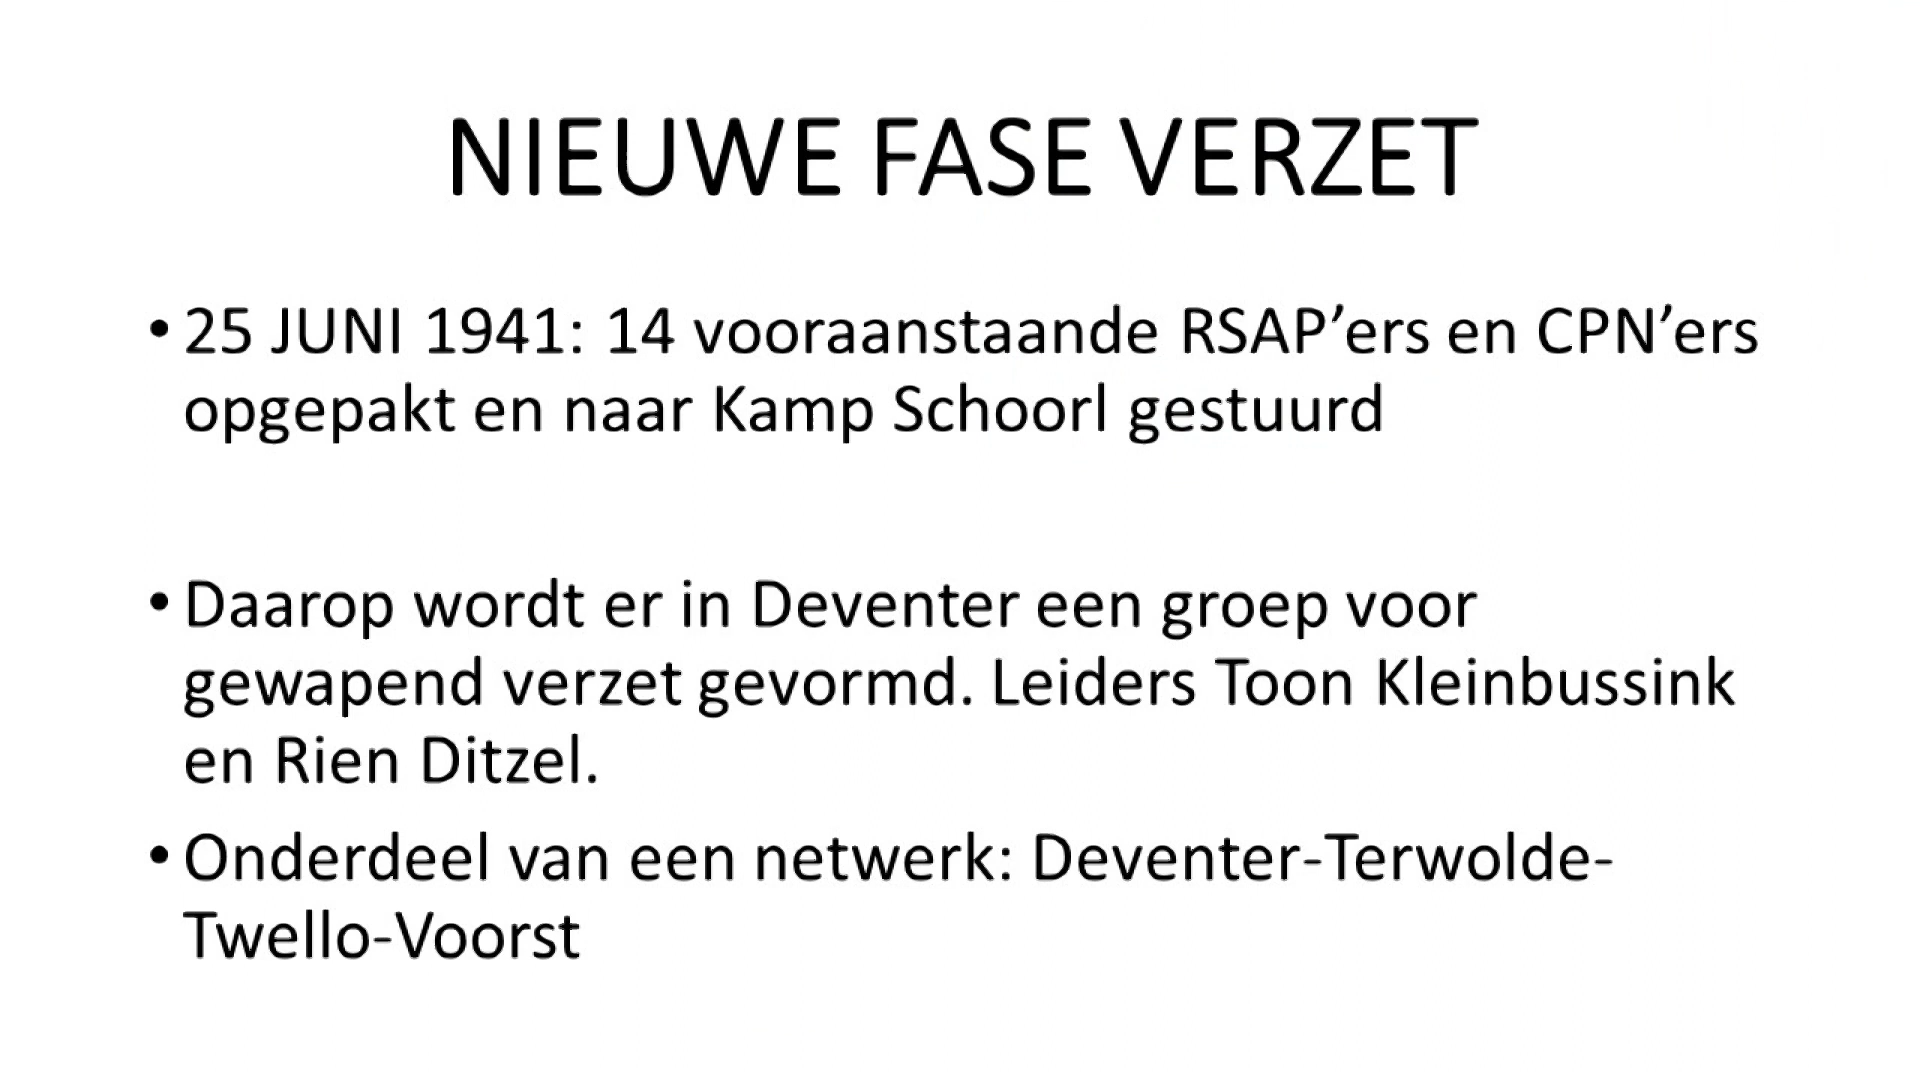 NIEUWE FASE VERZET
• 25 JUNI 1941: 14 vooraanstaande RSAP’ers en CPN’ers
opgepakt en naar Kamp Schoorl gestuurd
• Daarop wordt er in Deventer een groep voor
gewapend verzet gevormd. Leiders Toon Kleinbussink
en Rien Ditzel.
• Onderdeel van een netwerk: Deventer-Terwolde-
Twello-Voorst